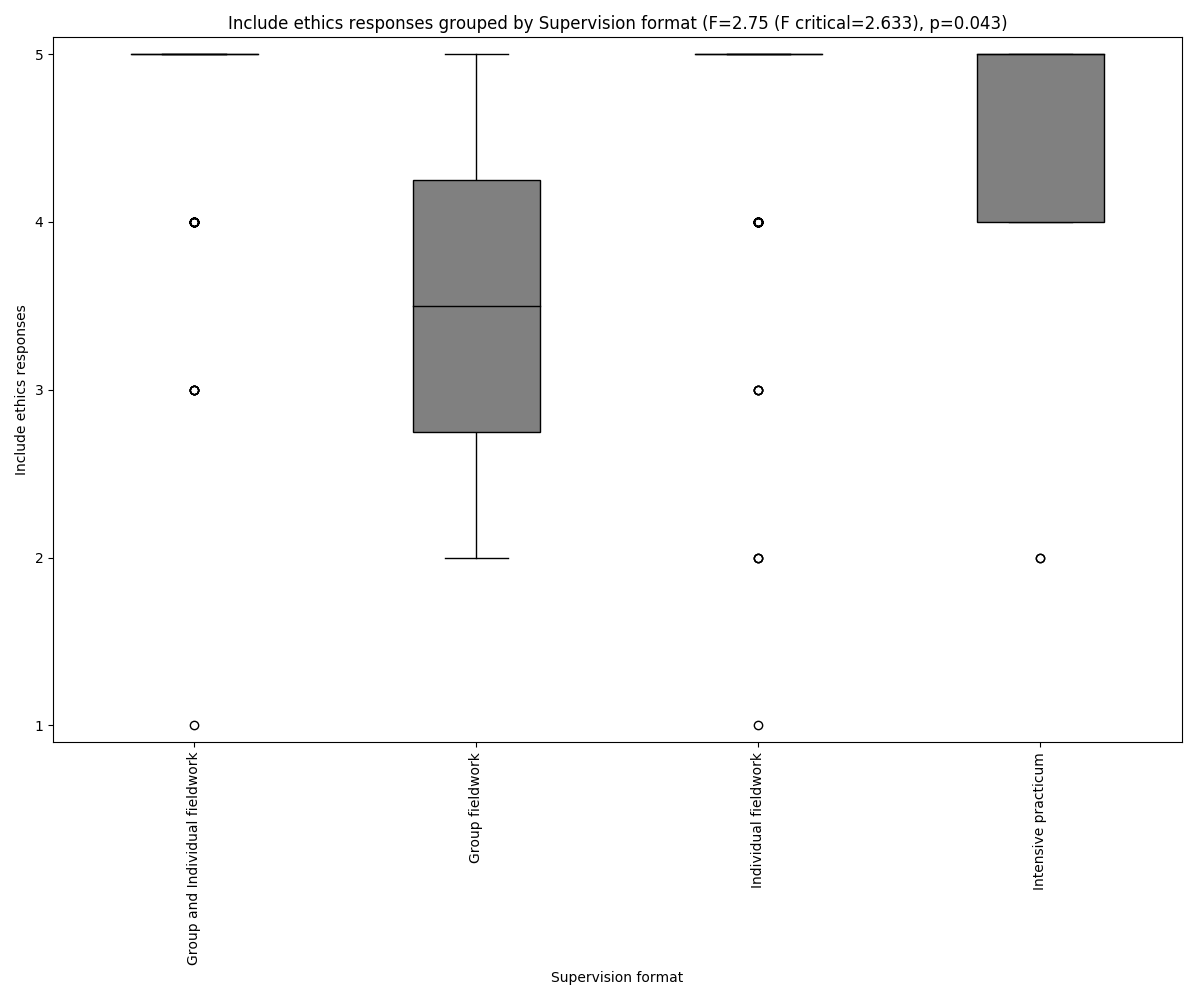 Include ethics responses grouped by Supervision format (F=2.75 (F critical=2.633), p=0.043)
Include ethics responses
5
4
3
2
1
Group and Individual fieldwork
Group fieldwork
Individual fieldwork
Intensive practicum
Supervision format